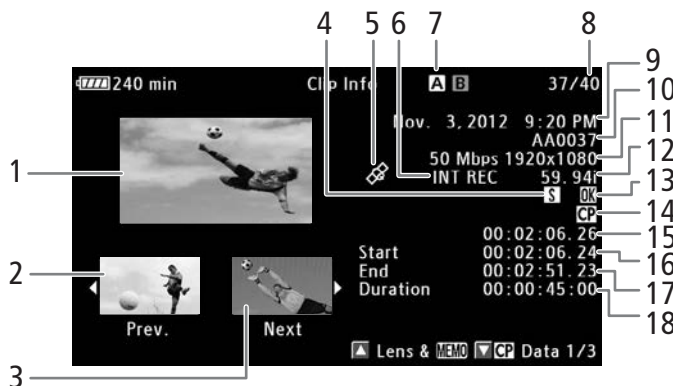 4 5 6 7 8
240 min Clip Info A B 37/40
9
Nov. 3, 2012 9:20 PM
10
AA0037
11
50 Mbps 1920x1080
12
INT REC 59.94i
13
S OK
14
CP
1
00:02:06.26
15
Start 00:02:06.24
16
End 00:02:51.23
17
Duration 00:00:45:00
18
2
Prev. Next
3
Lens & MEMO CP Data 1/3